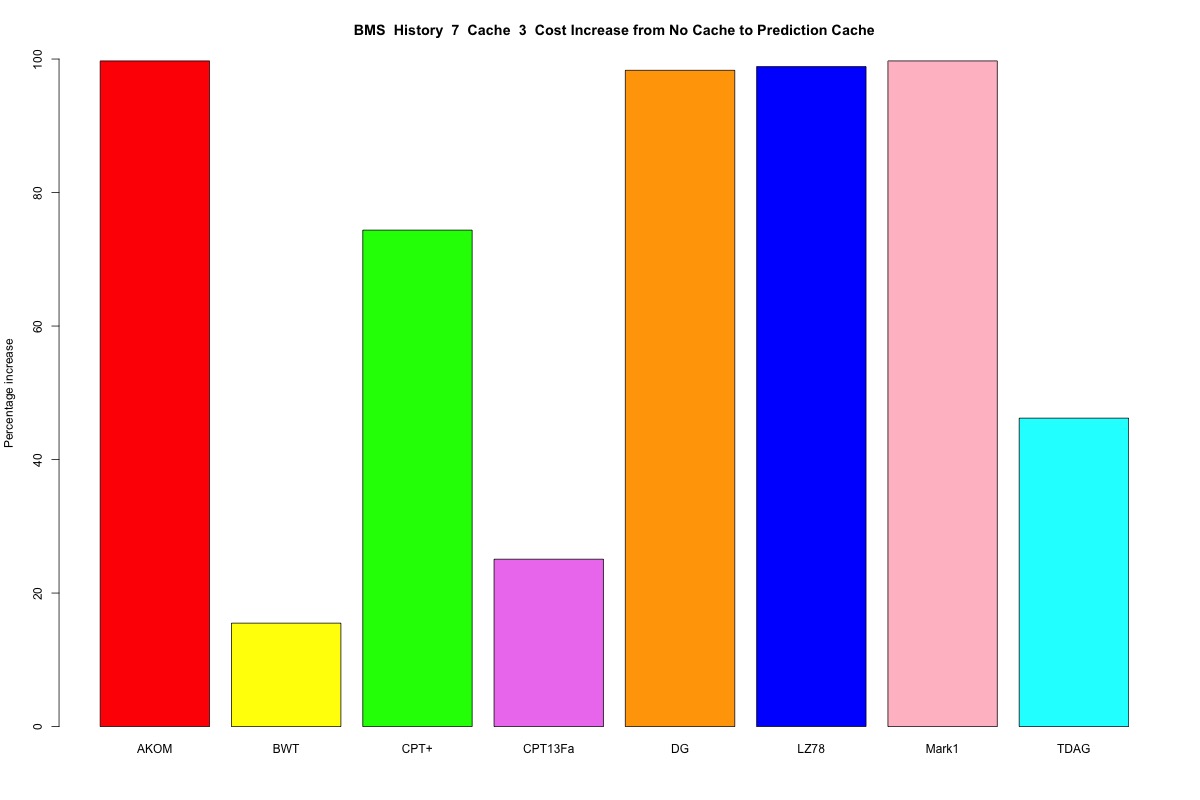 BMS History 7 Cache 3 Cost Increase from No Cache to Prediction Cache
Percentage increase
100
80
60
40
20
0
AKOM BWT CPT+ CPT13Fa DG LZ78 Mark1 TDAG